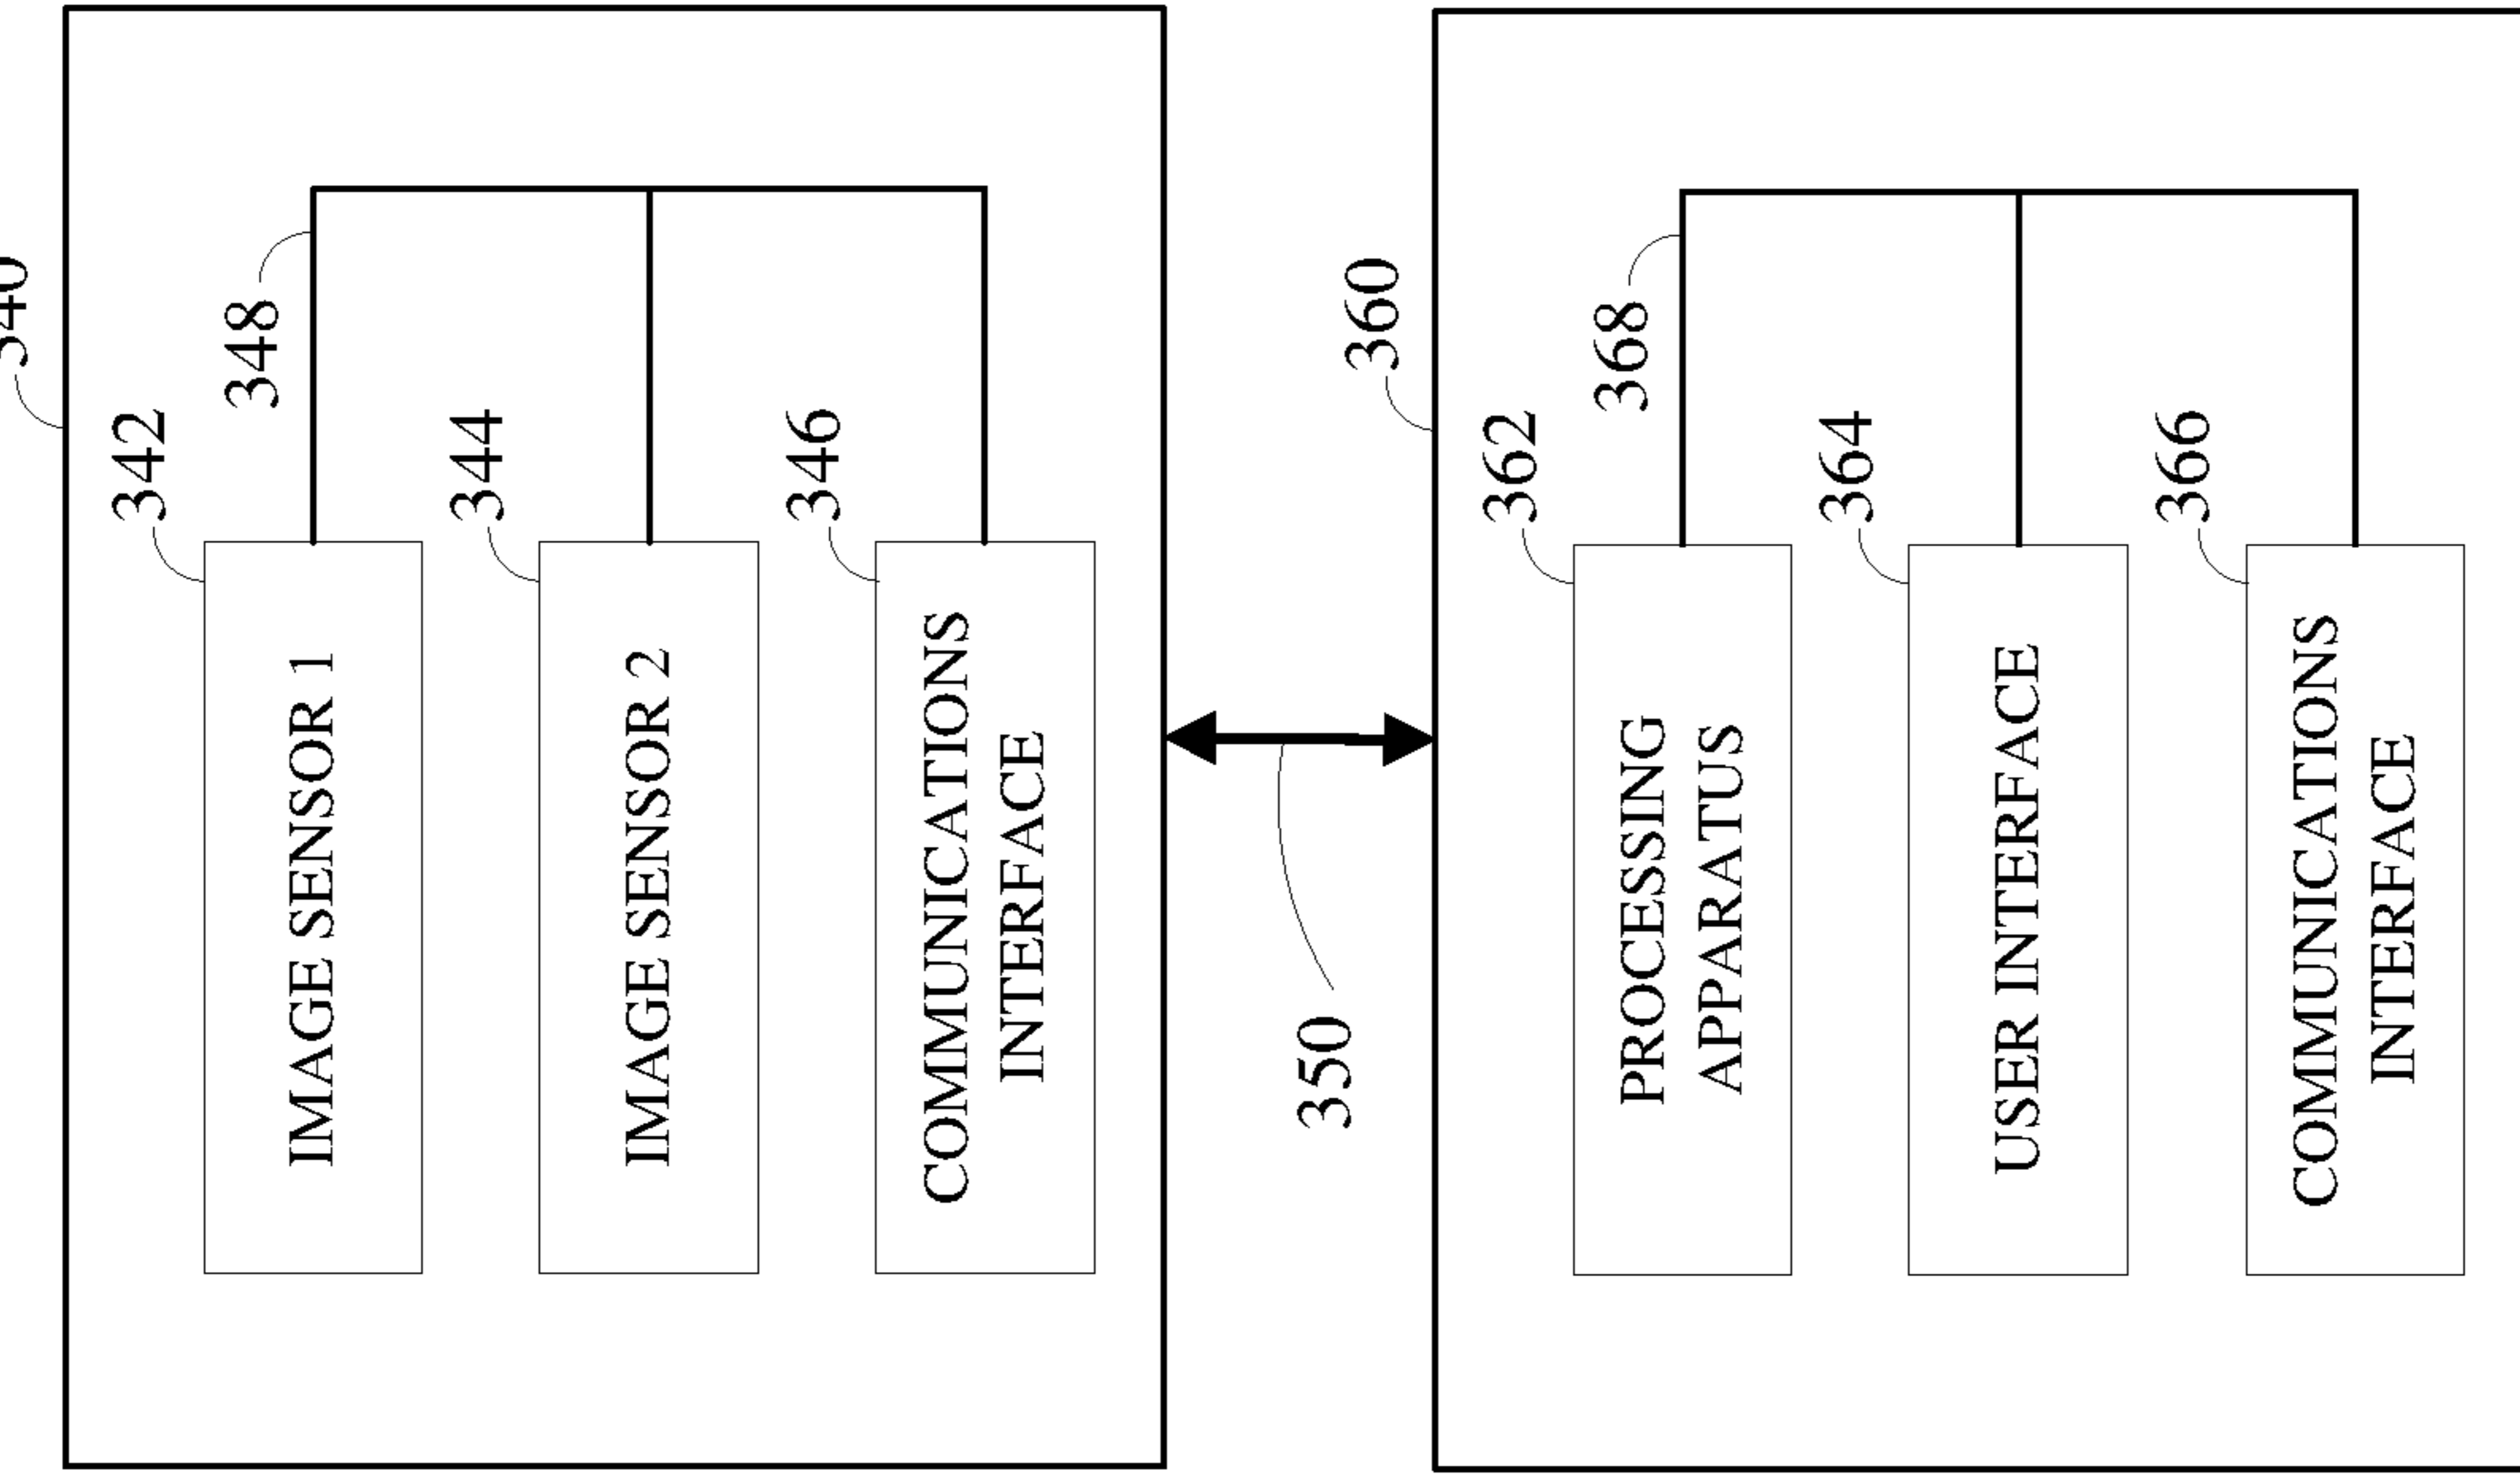 340
342
348
IMAGE SENSOR 1
344
IMAGE SENSOR 2
346
COMMUNICATIONS
INTERFACE
350
360
362
368
PROCESSING
APPARATUS
364
USER INTERFACE
366
COMMUNICATIONS
INTERFACE